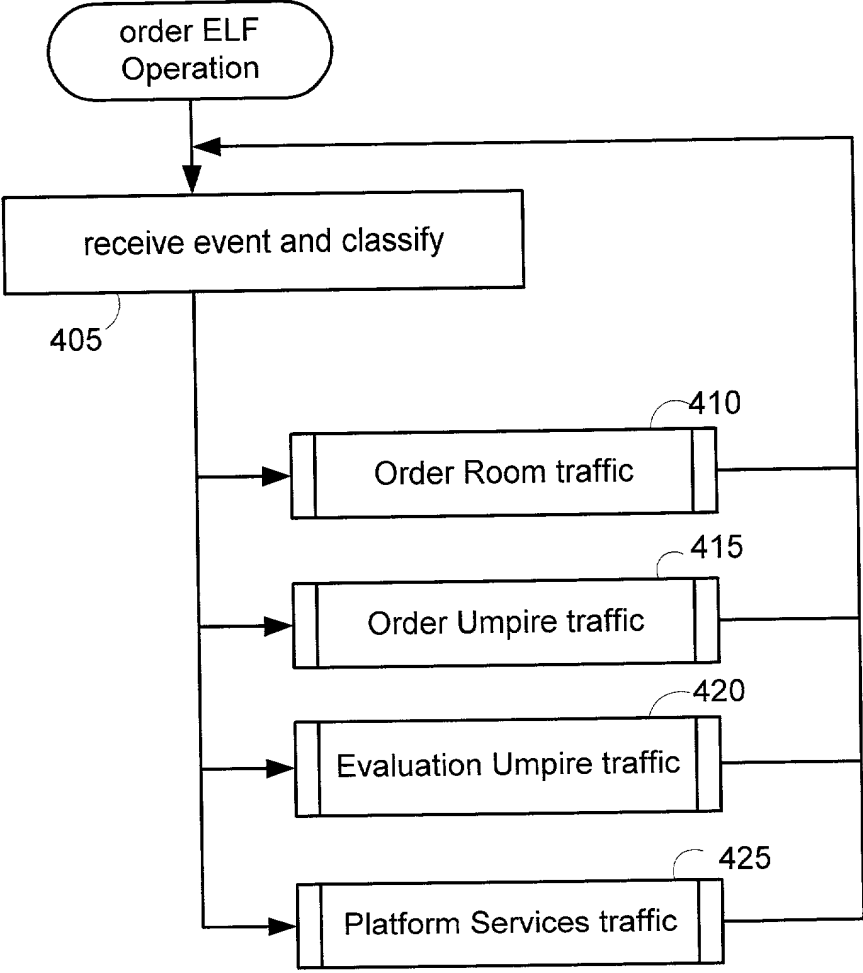 order ELF
Operation
receive event and classify
405
410
Order Room traffic
415
Order Umpire traffic
420
Evaluation Umpire traffic
425
Platform Services traffic